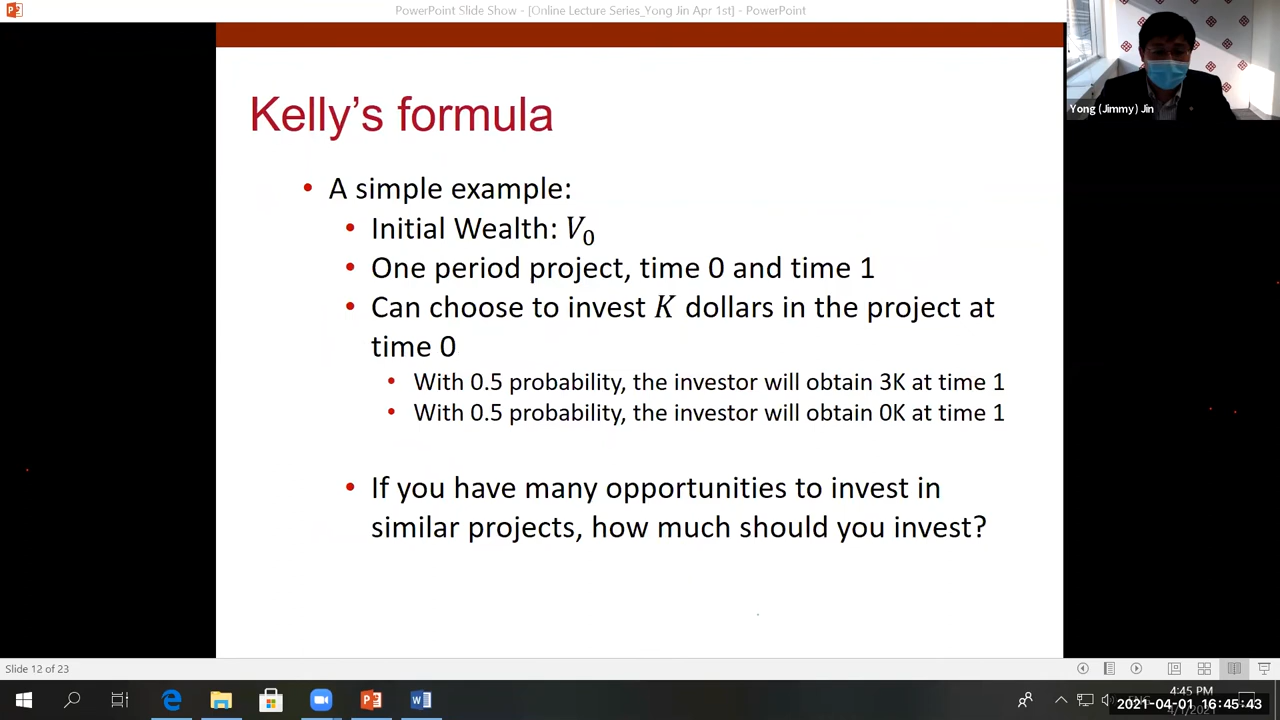 PowerPoint Slide Show - [Online Lecture Series_Yong Jin Apr 1st] - PowerPoint
Yong (Jimmy) Jin
Kelly's formula
• A simple example:
• Initial Wealth: V₀
• One period project, time 0 and time 1
• Can choose to invest K dollars in the project at
time 0
• With 0.5 probability, the investor will obtain 3K at time 1
• With 0.5 probability, the investor will obtain 0K at time 1
• If you have many opportunities to invest in
similar projects, how much should you invest?
Slide 12 of 23
ENG
4:45 PM
2021-04-01 16:45:43